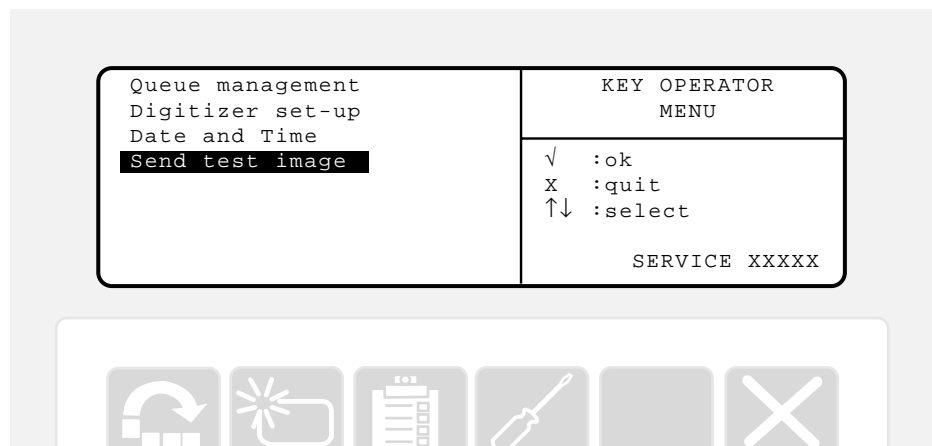 Queue management
Digitizer set-up
Date and Time
Send test image
KEY OPERATOR
MENU
√ :ok
X :quit
↑↓ :select
SERVICE XXXXX